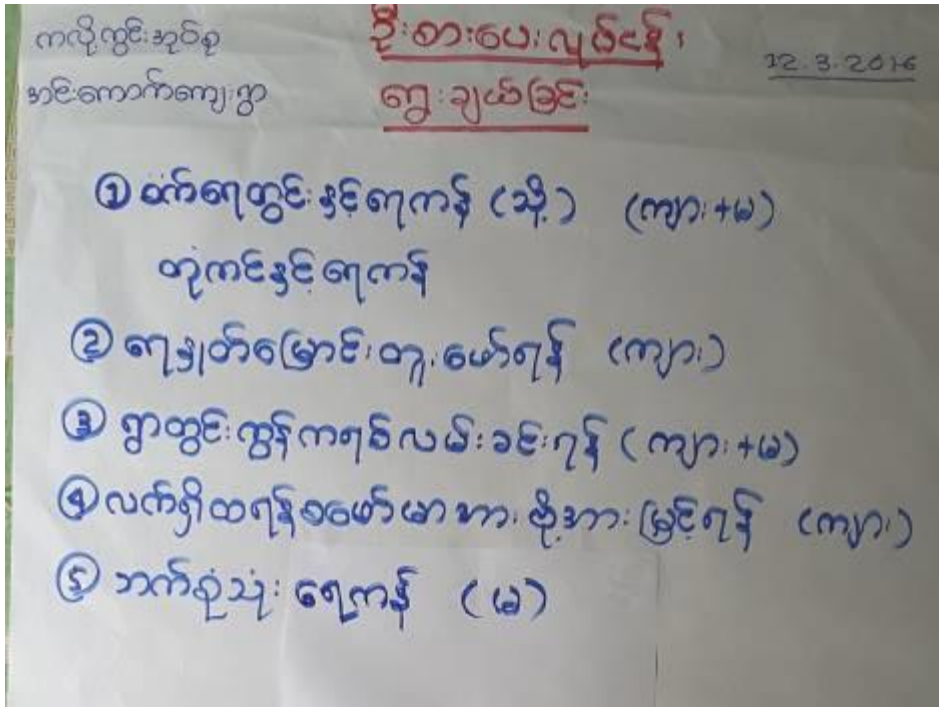 ကလို့ကွင်းအုပ်စု
အင်းကောက်ကျေးရွာ
ဦးစားပေးလုပ်ငန်း
ရွေးချယ်ခြင်း
12.3.2016
① စက်ရေတွင်းနှင့်ရေကန် (သို့) (ကျား+မ)
တုံကင်နှင့်ရေကန်
② ရေနှုတ်မြောင်းတူးဖော်ရန် (ကျား)
③ ရွာတွင်းကွန်ကရစ်လမ်းခင်းရန် (ကျား+မ)
④ လက်ရှိထရန်စဖော်မာအား မို့အားမြှင့်ရန် (ကျား)
⑤ ဘက်စုံသုံး ရေကန် (မ)